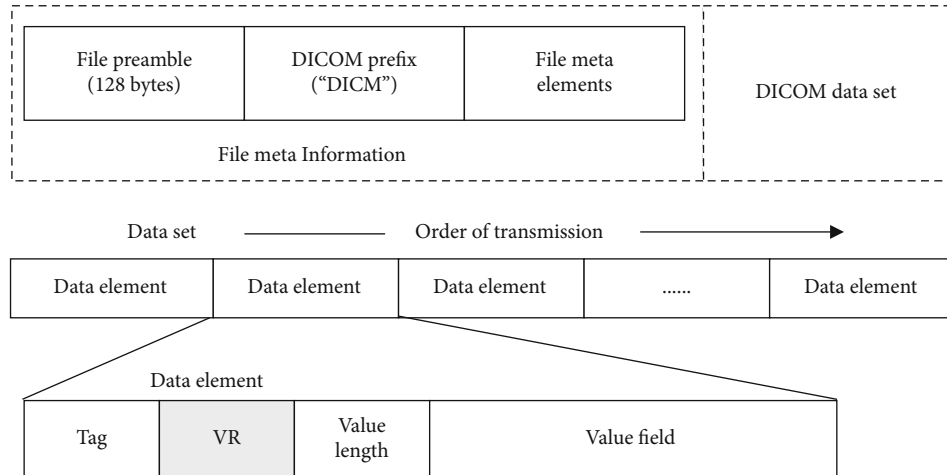 File preamble
(128 bytes)
DICOM prefix
(“DICM”)
File meta
elements
DICOM data set
File meta Information
Data set
Order of transmission
Data element
Data element
Data element
......
Data element
Data element
Tag
VR
Value
length
Value field